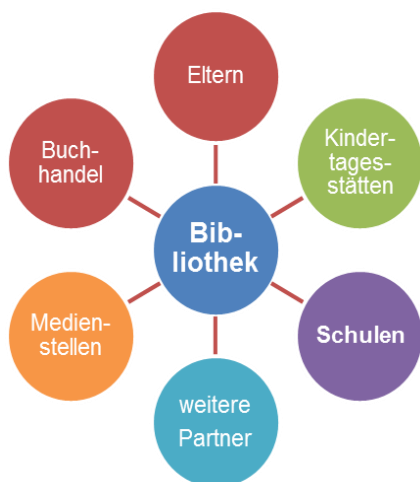 Eltern
Kinder-
tages-
stätten
Schulen
weitere
Partner
Medien-
stellen
Buch-
handel
Bib-
liothek